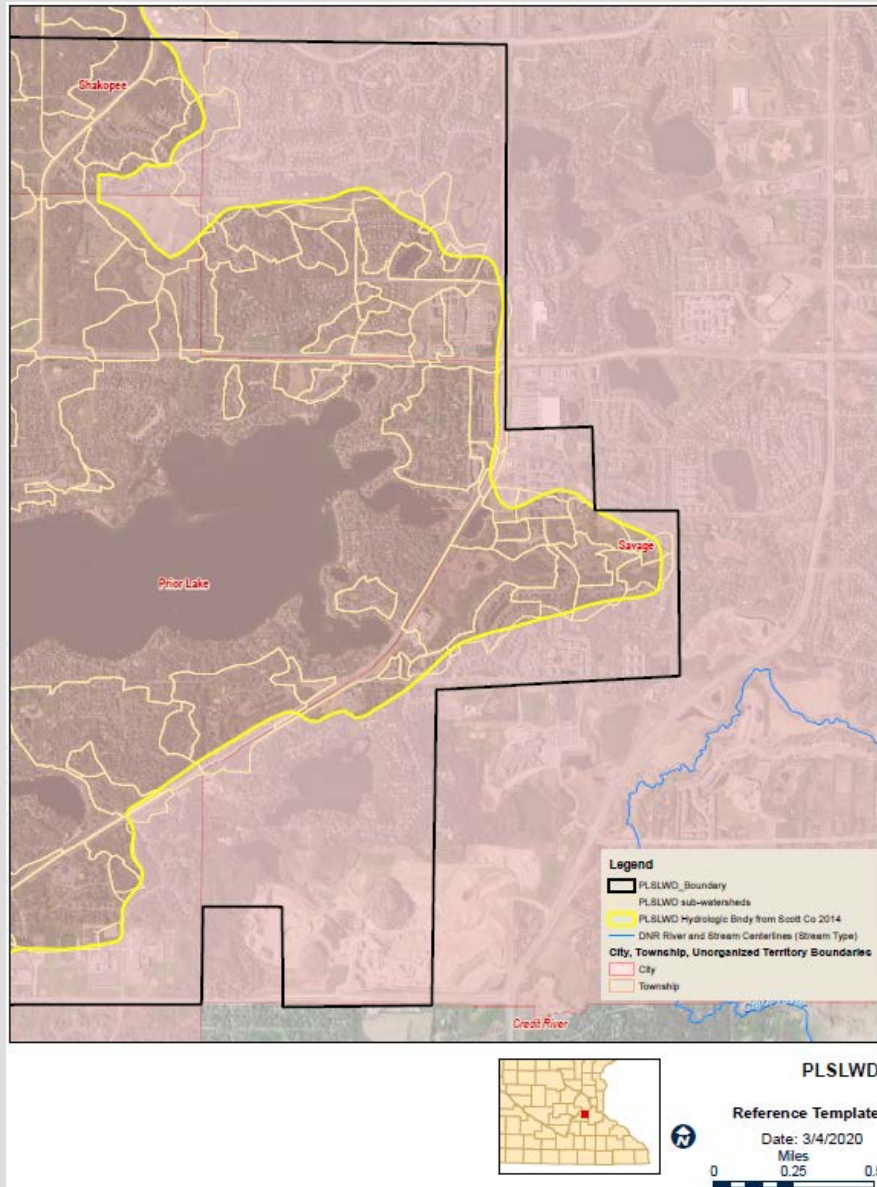 Shakopee
Savage
Prior Lake
Legend
PLSLWD_Boundary
PLSLWD sub-watersheds
PLSLWD Hydrologic Bndy from Scott Co 2014
DNR River and Stream Centerlines (Stream Type)
City, Township, Unorganized Territory Boundaries
City
Township
Credit River
PLSLWD
Reference Template
N
Date: 3/4/2020
Miles
0 0.25